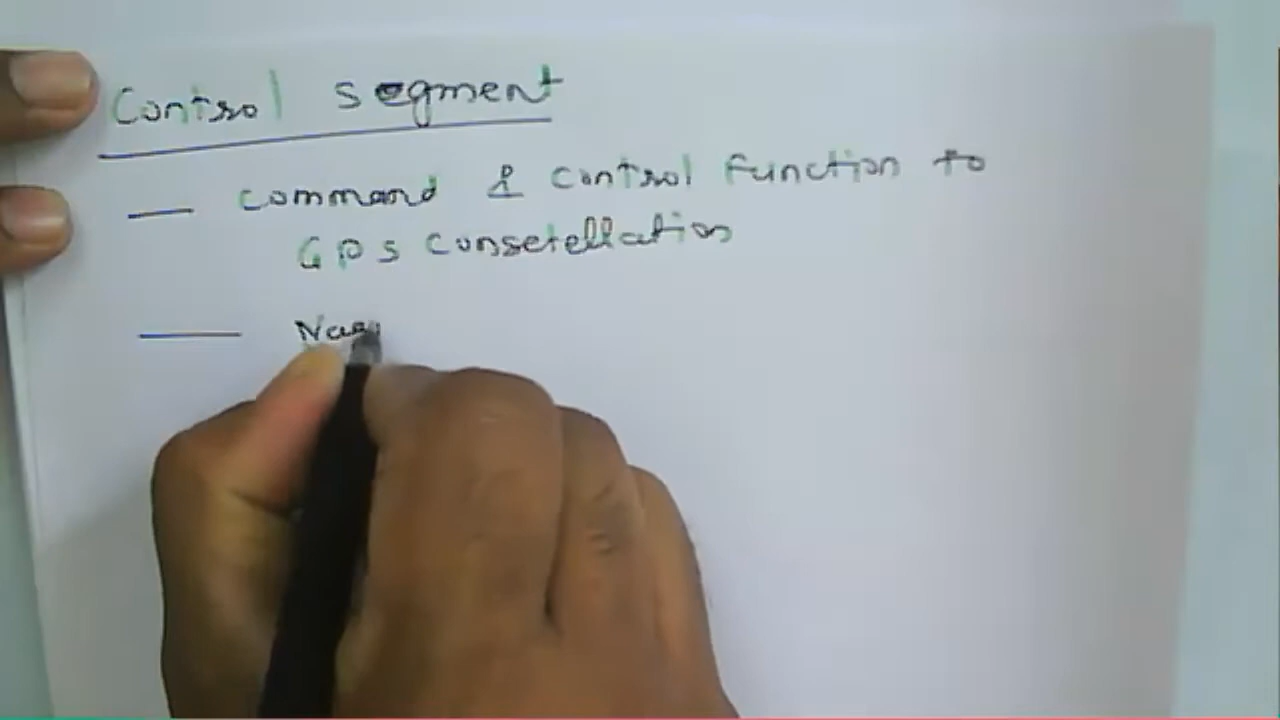 Control segment
— Command & control function to
GPS Consetellation
—